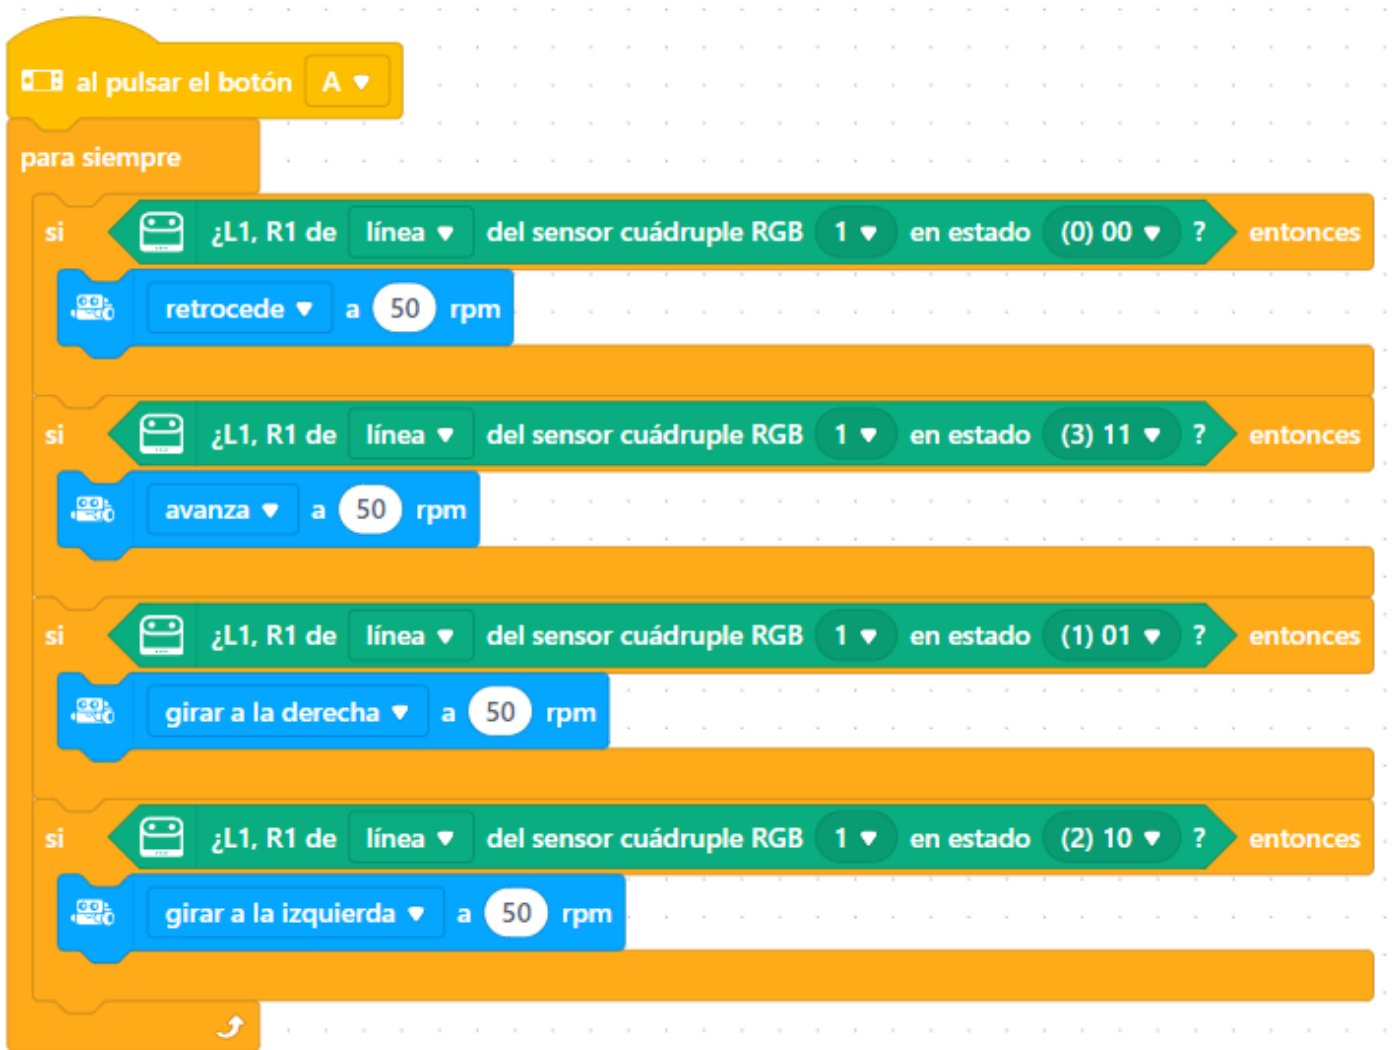 al pulsar el botón A
para siempre
si ¿L1, R1 de línea del sensor cuádruple RGB 1 en estado (0) 00 ? entonces
retrocede a 50 rpm
si ¿L1, R1 de línea del sensor cuádruple RGB 1 en estado (3) 11 ? entonces
avanza a 50 rpm
si ¿L1, R1 de línea del sensor cuádruple RGB 1 en estado (1) 01 ? entonces
girar a la derecha a 50 rpm
si ¿L1, R1 de línea del sensor cuádruple RGB 1 en estado (2) 10 ? entonces
girar a la izquierda a 50 rpm